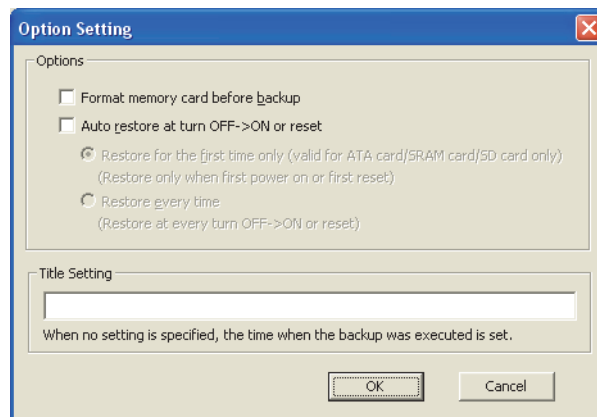 Option Setting
Options
Format memory card before backup
Auto restore at turn OFF->ON or reset
Restore for the first time only (valid for ATA card/SRAM card/SD card only)
(Restore only when first power on or first reset)
Restore every time
(Restore at every turn OFF->ON or reset)
Title Setting
When no setting is specified, the time when the backup was executed is set.
OK
Cancel